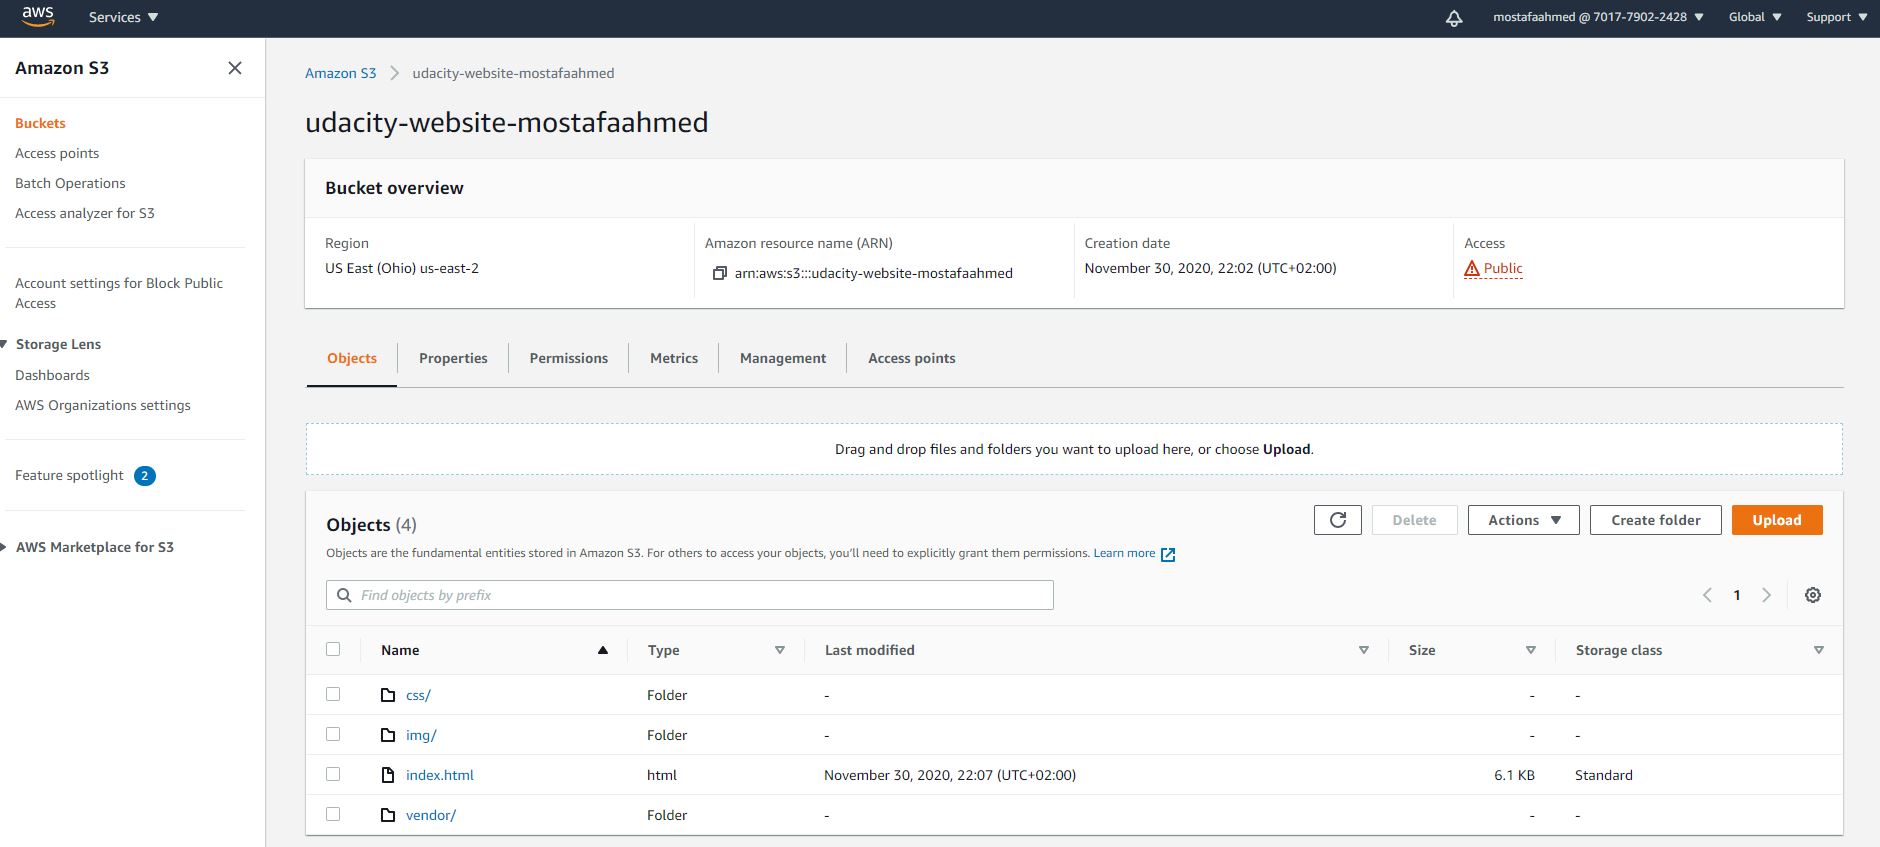 aws Services mostafaahmed @ 7017-7902-2428 Global Support
Amazon S3
Buckets
Access points
Batch Operations
Access analyzer for S3
Account settings for Block Public
Access
Storage Lens
Dashboards
AWS Organizations settings
Feature spotlight 2
AWS Marketplace for S3
Amazon S3 udacity-website-mostafaahmed
udacity-website-mostafaahmed
Bucket overview
Region
US East (Ohio) us-east-2
Amazon resource name (ARN)
arn:aws:s3:::udacity-website-mostafaahmed
Creation date
November 30, 2020, 22:02 (UTC+02:00)
Access
Public
Objects Properties Permissions Metrics Management Access points
Drag and drop files and folders you want to upload here, or choose Upload.
Objects (4) Delete Actions Create folder Upload
Objects are the fundamental entities stored in Amazon S3. For others to access your objects, you'll need to explicitly grant them permissions. Learn more
Find objects by prefix 1
Name Type Last modified Size Storage class
css/ Folder - - -
img/ Folder - - -
index.html html November 30, 2020, 22:07 (UTC+02:00) 6.1 KB Standard
vendor/ Folder - - -